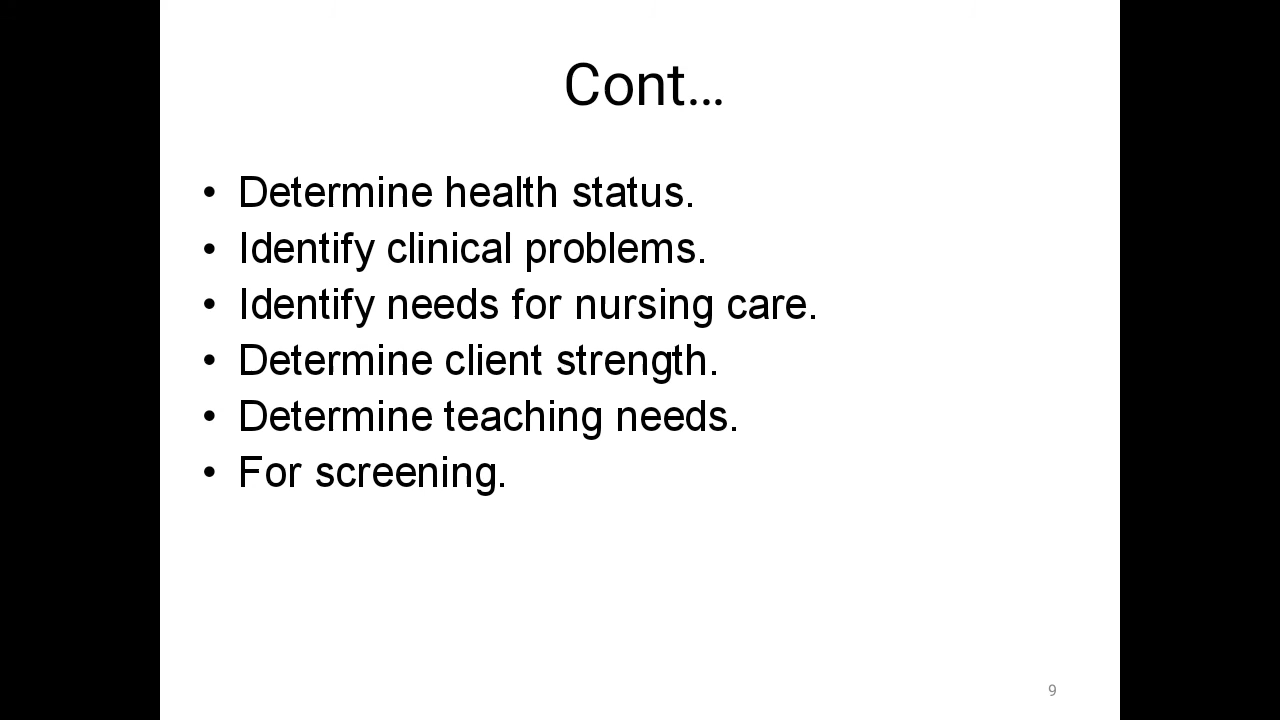 Cont…
• Determine health status.
• Identify clinical problems.
• Identify needs for nursing care.
• Determine client strength.
• Determine teaching needs.
• For screening.
9